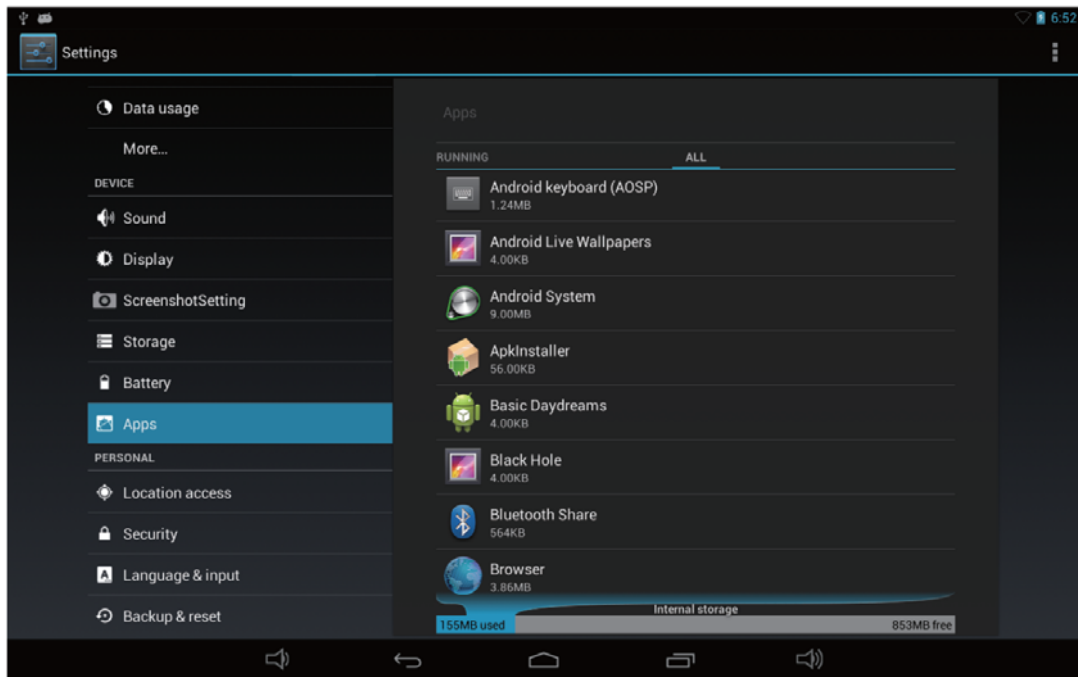 6:52
Settings
Data usage
More...
DEVICE
Sound
Display
ScreenshotSetting
Storage
Battery
Apps
PERSONAL
Location access
Security
Language & input
Backup & reset
Apps
RUNNING ALL
Android keyboard (AOSP)
1.24MB
Android Live Wallpapers
4.00KB
Android System
9.00MB
ApkInstaller
56.00KB
Basic Daydreams
4.00KB
Black Hole
4.00KB
Bluetooth Share
564KB
Browser
3.86MB
Internal storage
155MB used 853MB free